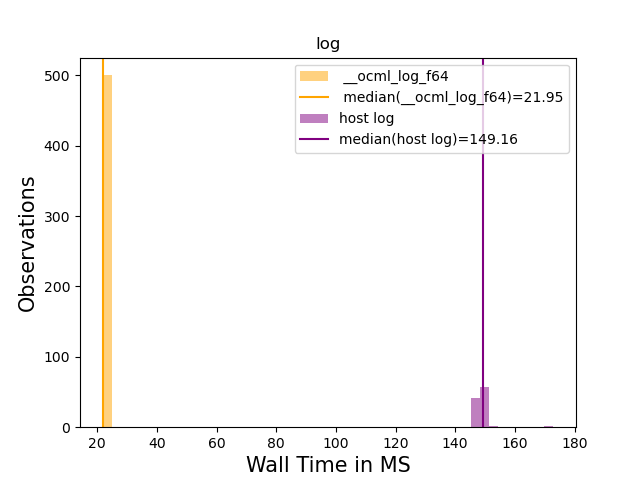 log
__ocml_log_f64
median(__ocml_log_f64)=21.95
host log
median(host log)=149.16
Observations
500
400
300
200
100
0
20 40 60 80 100 120 140 160 180
Wall Time in MS